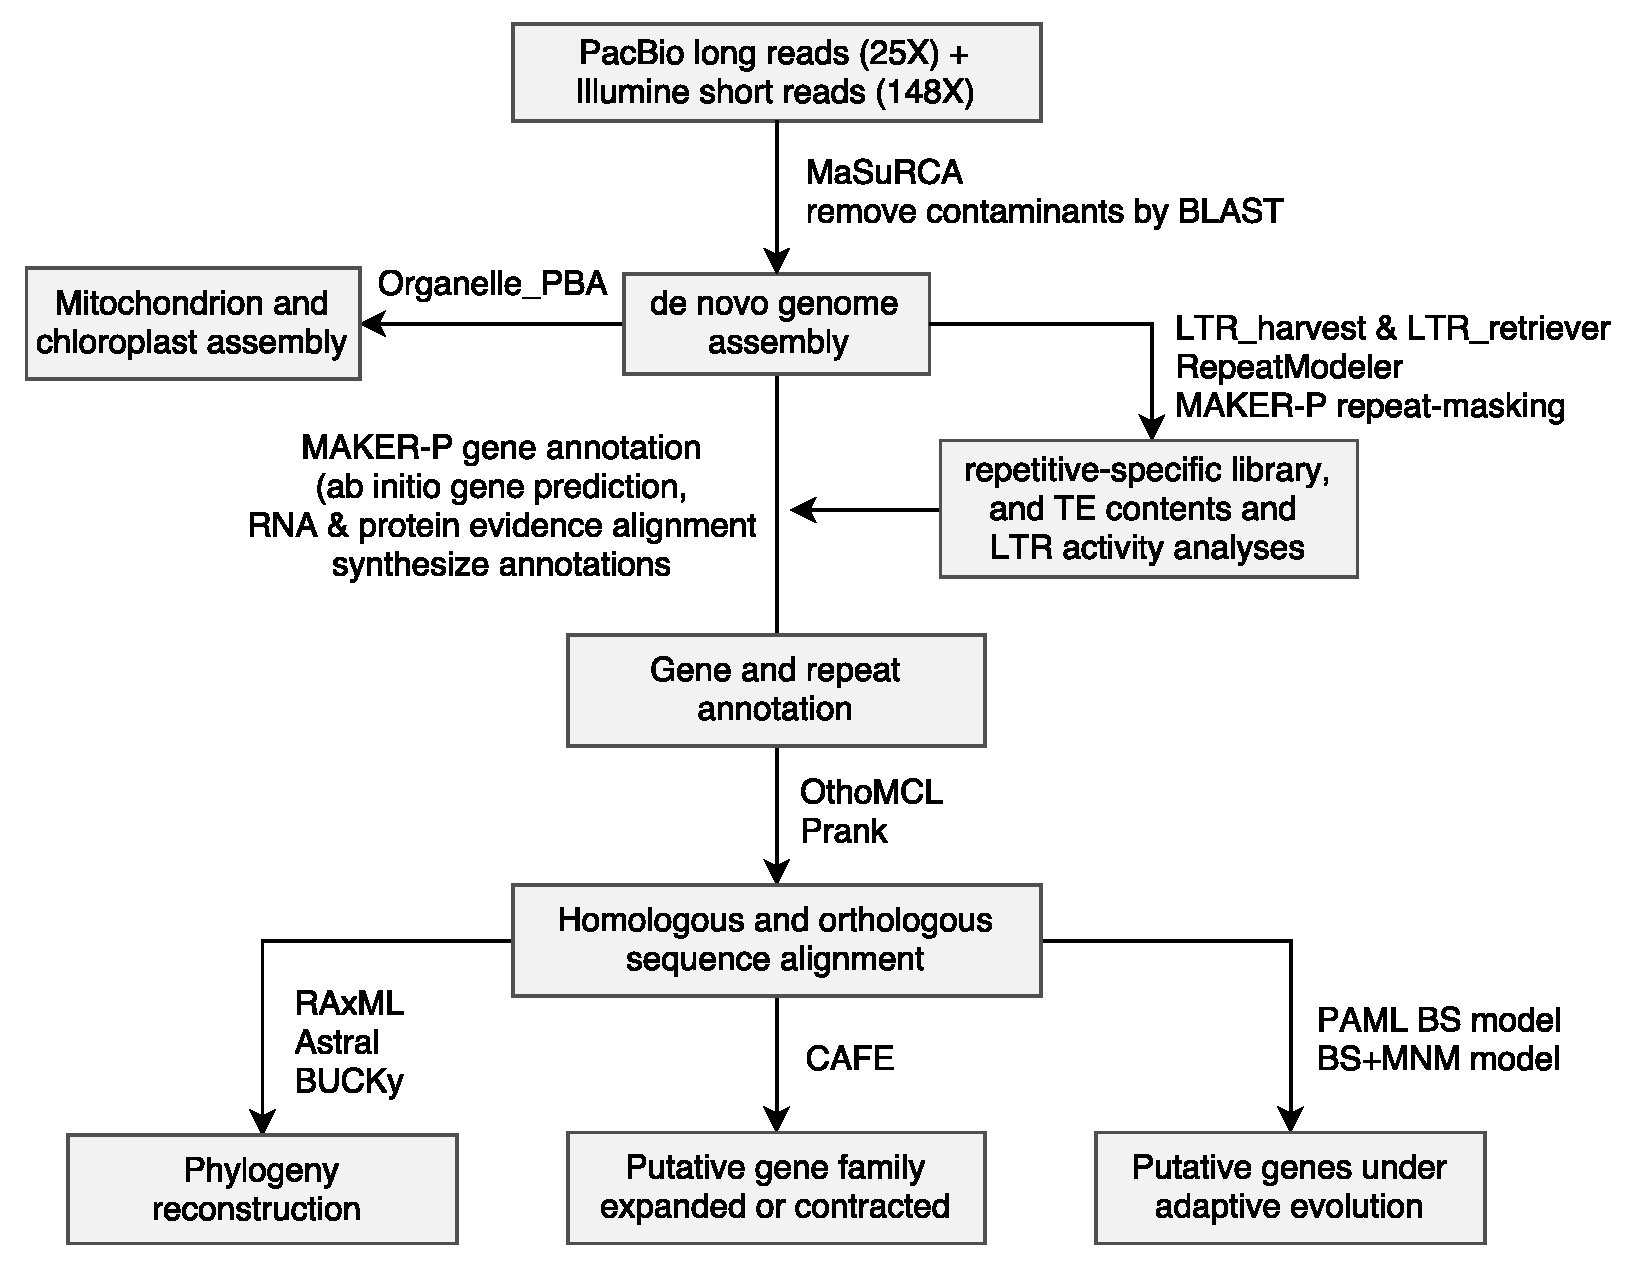 PacBio long reads (25X) +
Illumine short reads (148X)
MaSuRCA
remove contaminants by BLAST
Mitochondrion and
chloroplast assembly
Organelle_PBA
de novo genome
assembly
LTR_harvest & LTR_retriever
RepeatModeler
MAKER-P repeat-masking
MAKER-P gene annotation
(ab initio gene prediction,
RNA & protein evidence alignment
synthesize annotations
repetitive-specific library,
and TE contents and
LTR activity analyses
Gene and repeat
annotation
OthoMCL
Prank
Homologous and orthologous
sequence alignment
RAxML
Astral
BUCKy
CAFE
PAML BS model
BS+MNM model
Phylogeny
reconstruction
Putative gene family
expanded or contracted
Putative genes under
adaptive evolution